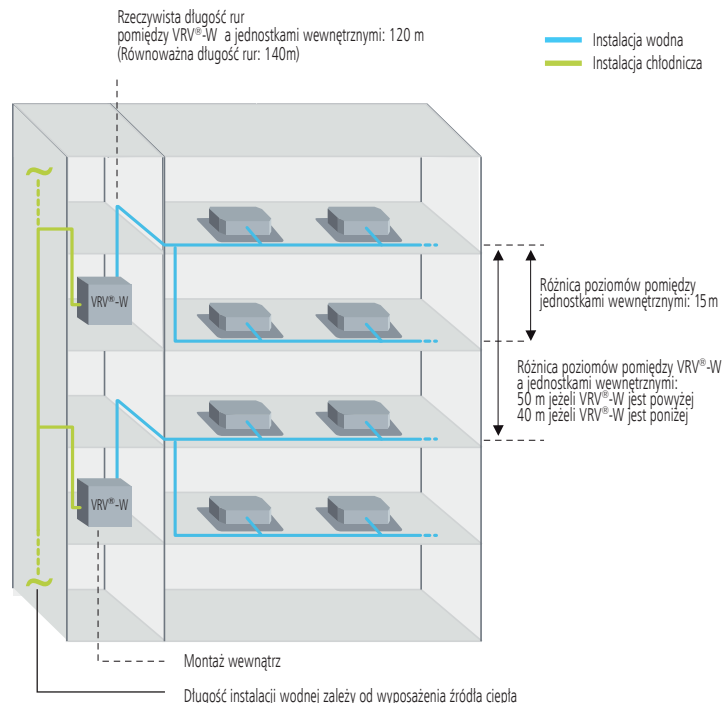 Rzeczywista długość rur
pomiędzy VRV®-W a jednostkami wewnętrznymi: 120 m
(Równoważna długość rur: 140m)
Instalacja wodna
Instalacja chłodnicza
VRV®-W
Różnica poziomów pomiędzy
jednostkami wewnętrznymi: 15 m
Różnica poziomów pomiędzy VRV®-W
a jednostkami wewnętrznymi:
50 m jeżeli VRV®-W jest powyżej
40 m jeżeli VRV®-W jest poniżej
VRV®-W
Montaż wewnątrz
Długość instalacji wodnej zależy od wyposażenia źródła ciepła